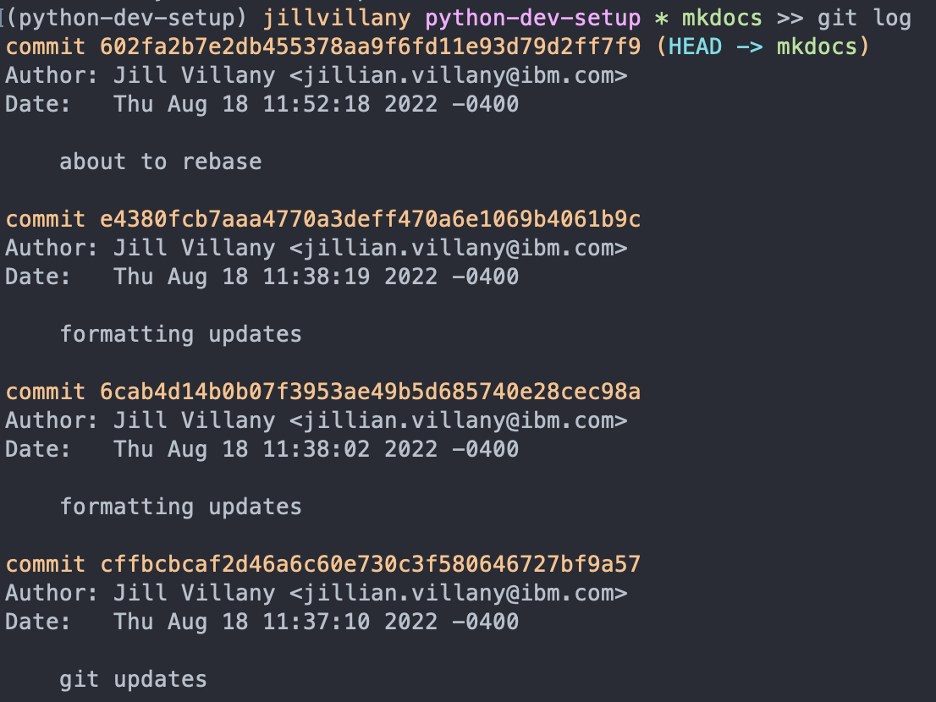 ((python-dev-setup) jillvillany python-dev-setup * mkdocs >> git log
commit 602fa2b7e2db455378aa9f6fd11e93d79d2ff7f9 (HEAD -> mkdocs)
Author: Jill Villany <jillian.villany@ibm.com>
Date:   Thu Aug 18 11:52:18 2022 -0400
about to rebase
commit e4380fcb7aaa4770a3deff470a6e1069b4061b9c
Author: Jill Villany <jillian.villany@ibm.com>
Date:   Thu Aug 18 11:38:19 2022 -0400
formatting updates
commit 6cab4d14b0b07f3953ae49b5d685740e28cec98a
Author: Jill Villany <jillian.villany@ibm.com>
Date:   Thu Aug 18 11:38:02 2022 -0400
formatting updates
commit cffbcbcaf2d46a6c60e730c3f580646727bf9a57
Author: Jill Villany <jillian.villany@ibm.com>
Date:   Thu Aug 18 11:37:10 2022 -0400
git updates